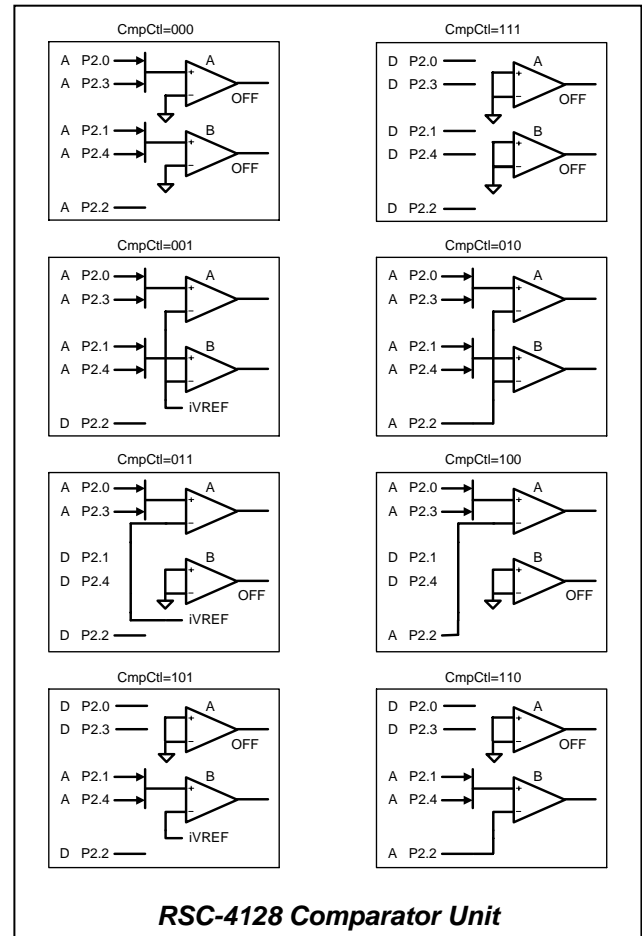 CmpCtl=000
A P2.0
A P2.3
A
+
−
OFF
A P2.1
A P2.4
B
+
−
OFF
A P2.2
CmpCtl=111
D P2.0
D P2.3
A
+
−
OFF
D P2.1
D P2.4
B
+
−
OFF
D P2.2
CmpCtl=001
A P2.0
A P2.3
A
+
−
A P2.1
A P2.4
B
+
−
iVREF
D P2.2
CmpCtl=010
A P2.0
A P2.3
A
+
−
A P2.1
A P2.4
B
+
−
A P2.2
CmpCtl=011
A P2.0
A P2.3
A
+
−
D P2.1
D P2.4
B
+
−
OFF
iVREF
D P2.2
CmpCtl=100
A P2.0
A P2.3
A
+
−
D P2.1
D P2.4
B
+
−
OFF
A P2.2
CmpCtl=101
D P2.0
D P2.3
A
+
−
OFF
A P2.1
A P2.4
B
+
−
iVREF
D P2.2
CmpCtl=110
D P2.0
D P2.3
A
+
−
OFF
A P2.1
A P2.4
B
+
−
A P2.2
RSC-4128 Comparator Unit